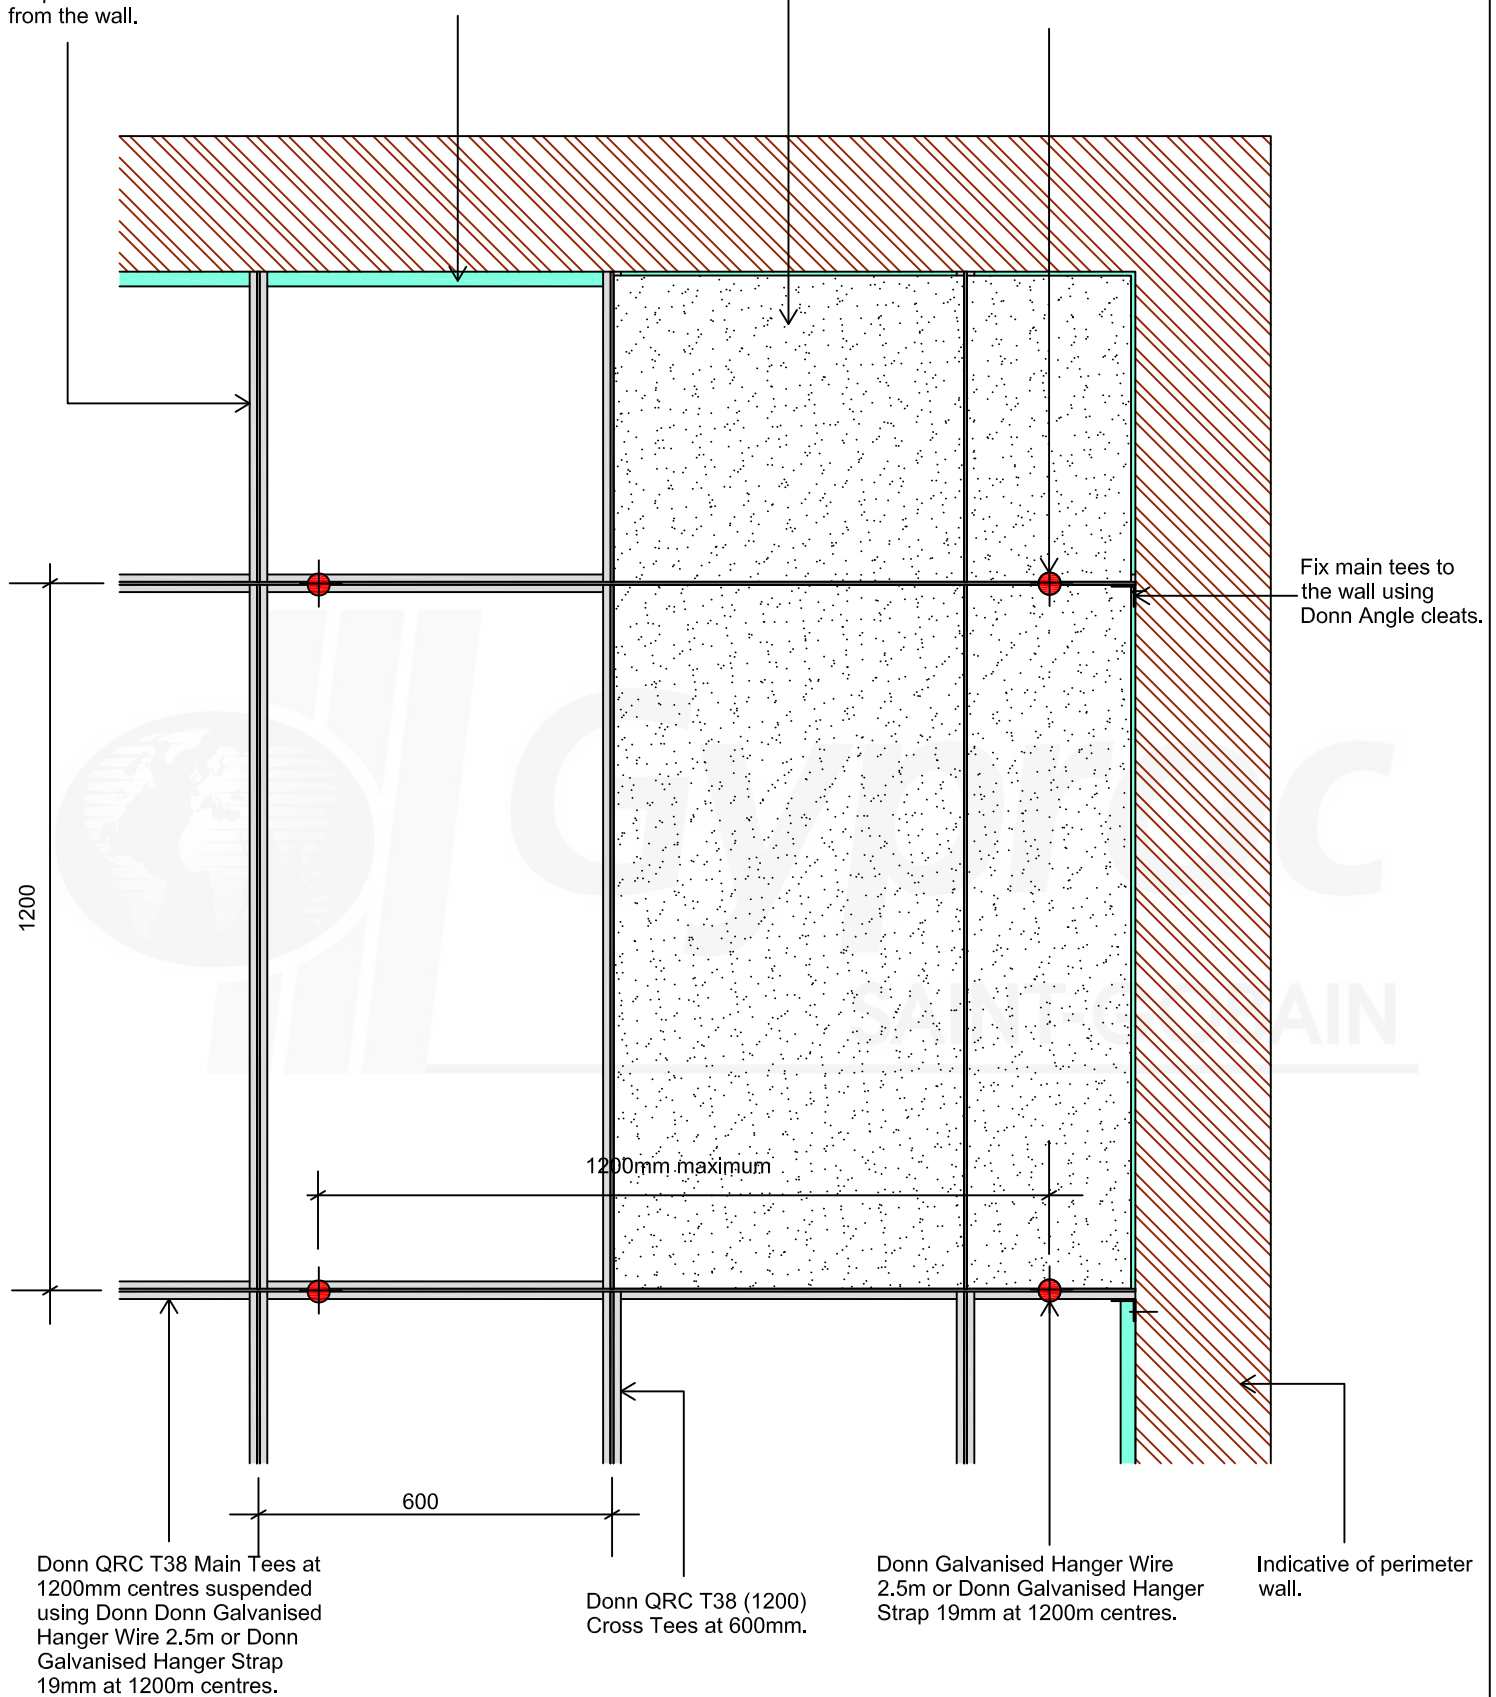 from the wall.
Fix main tees to
the wall using
Donn Angle cleats.
Gyproc
SAINT-GOBAIN
1200
1200mm maximum
600
Donn QRC T38 Main Tees at
1200mm centres suspended
using Donn Donn Galvanised
Hanger Wire 2.5m or Donn
Galvanised Hanger Strap
19mm at 1200m centres.
Donn QRC T38 (1200)
Cross Tees at 600mm.
Donn Galvanised Hanger Wire
2.5m or Donn Galvanised Hanger
Strap 19mm at 1200m centres.
Indicative of perimeter
wall.